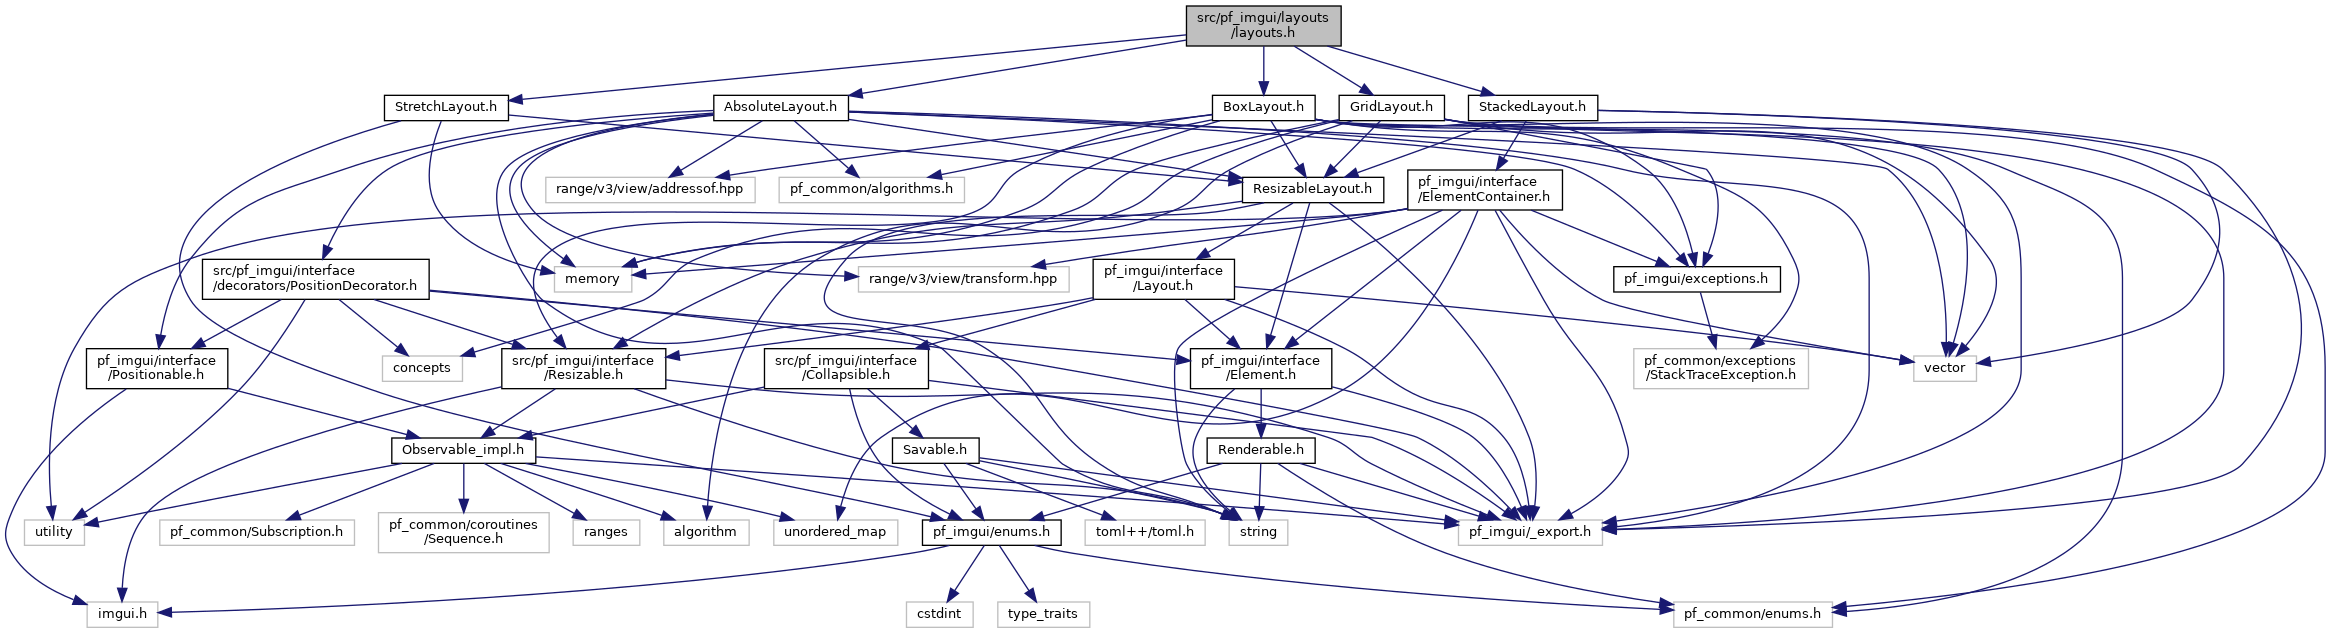 src/pf_imgui/layouts
/layouts.h
StretchLayout.h
AbsoluteLayout.h
BoxLayout.h
GridLayout.h
StackedLayout.h
range/v3/view/addressof.hpp
pf_common/algorithms.h
ResizableLayout.h
pf_imgui/interface
/ElementContainer.h
src/pf_imgui/interface
/decorators/PositionDecorator.h
memory
range/v3/view/transform.hpp
pf_imgui/interface
/Layout.h
pf_imgui/exceptions.h
pf_imgui/interface
/Positionable.h
concepts
src/pf_imgui/interface
/Resizable.h
src/pf_imgui/interface
/Collapsible.h
pf_imgui/interface
/Element.h
pf_common/exceptions
/StackTraceException.h
vector
Observable_impl.h
Savable.h
Renderable.h
utility
pf_common/Subscription.h
pf_common/coroutines
/Sequence.h
ranges
algorithm
unordered_map
pf_imgui/enums.h
toml++/toml.h
string
pf_imgui/_export.h
imgui.h
cstdint
type_traits
pf_common/enums.h